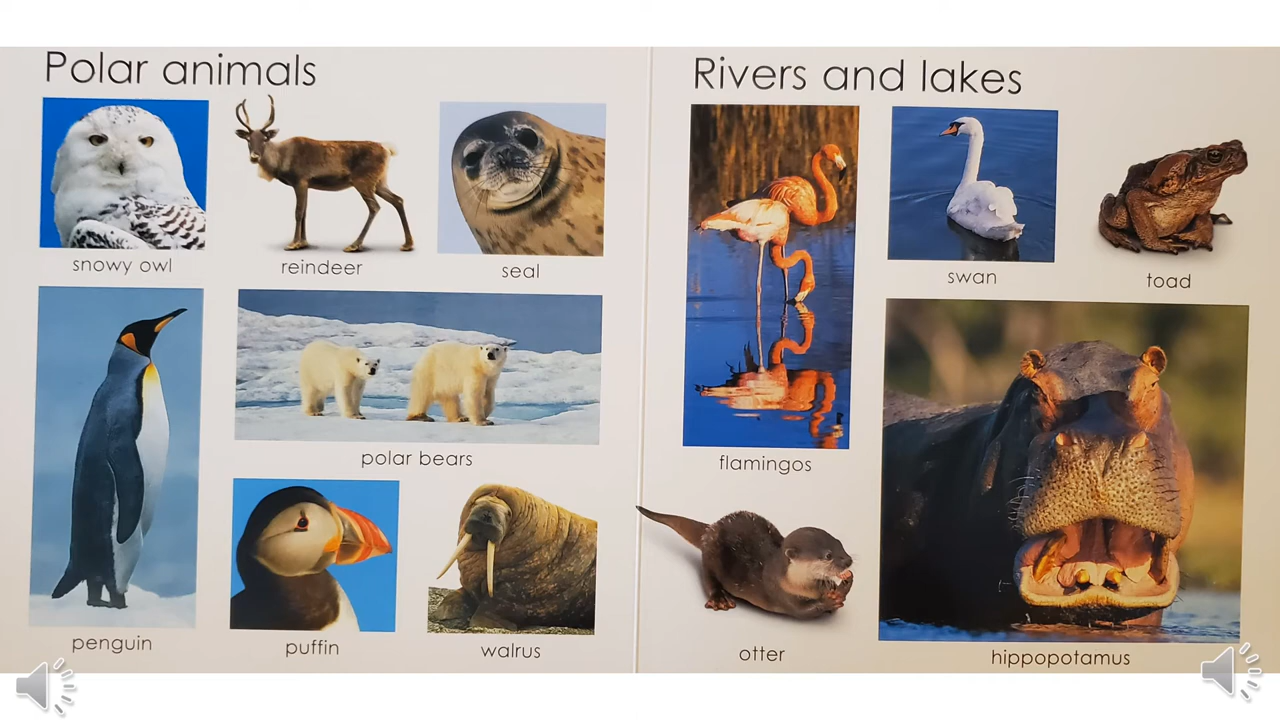 Polar animals
snowy owl
reindeer
seal
penguin
polar bears
puffin
walrus
Rivers and lakes
flamingos
swan
toad
otter
hippopotamus